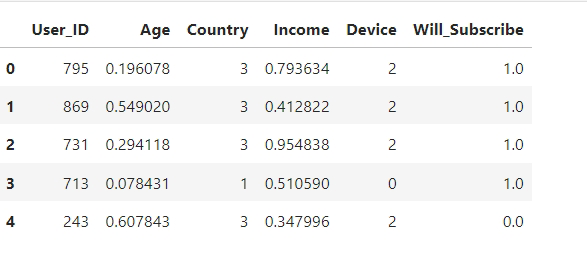 User_ID Age Country Income Device Will_Subscribe
0 795 0.196078 3 0.793634 2 1.0
1 869 0.549020 3 0.412822 2 1.0
2 731 0.294118 3 0.954838 2 1.0
3 713 0.078431 1 0.510590 0 1.0
4 243 0.607843 3 0.347996 2 0.0